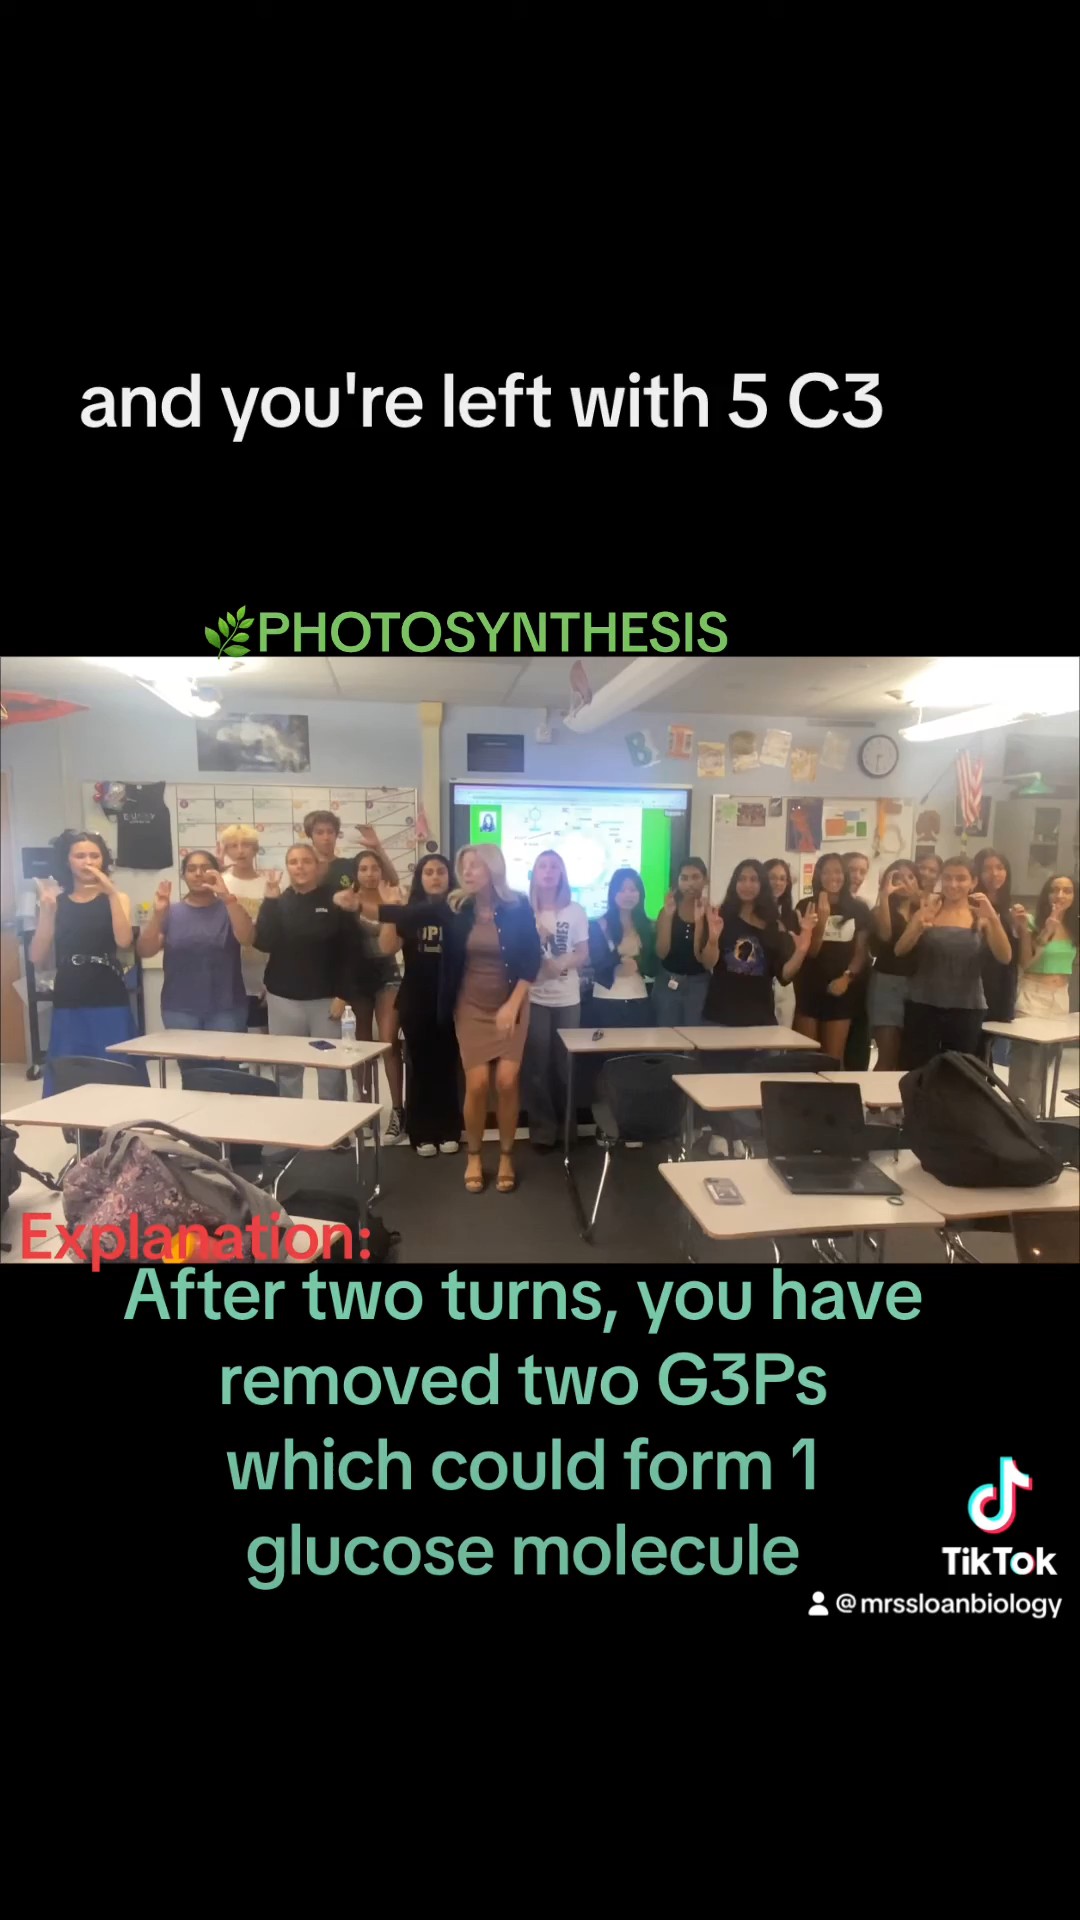 and you're left with 5 C3
🌿PHOTOSYNTHESIS
B I
Explanation:
After two turns, you have
removed two G3Ps
which could form 1
glucose molecule
TikTok
@mrssloanbiology